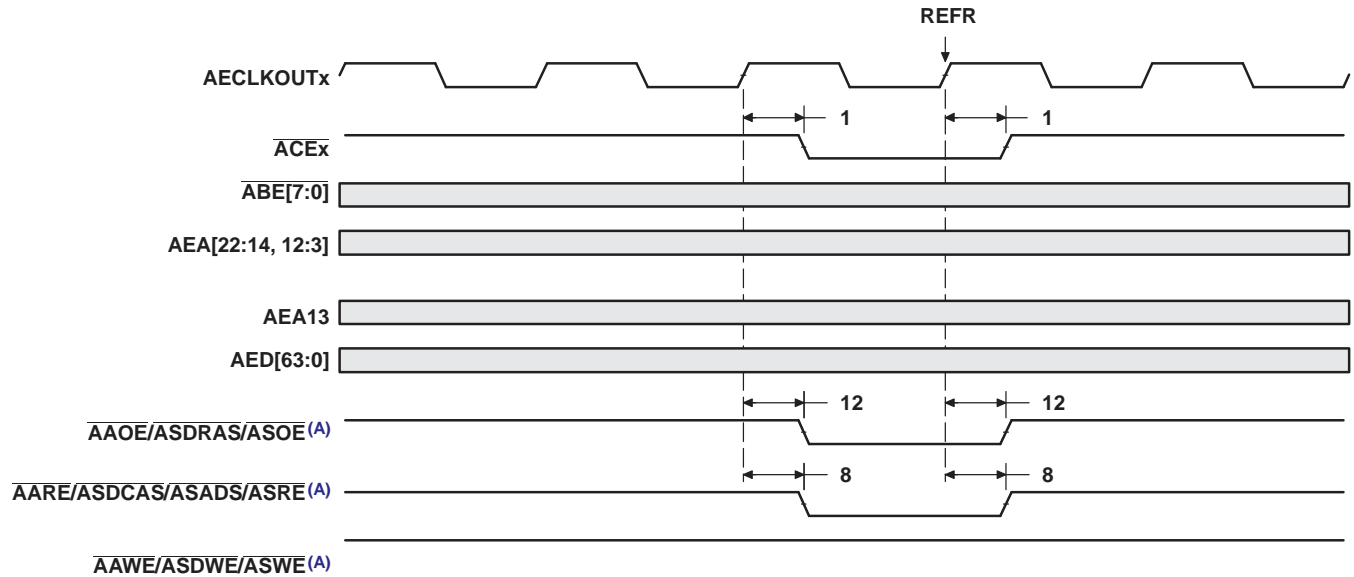 REFR
AECLKOUTx
1 1
ACEx
ABE[7:0]
AEA[22:14, 12:3]
AEA13
AED[63:0]
12 12
AAOE/ASDRAS/ASOE(A)
8 8
AARE/ASDCAS/ASADS/ASRE(A)
AAWE/ASDWE/ASWE(A)